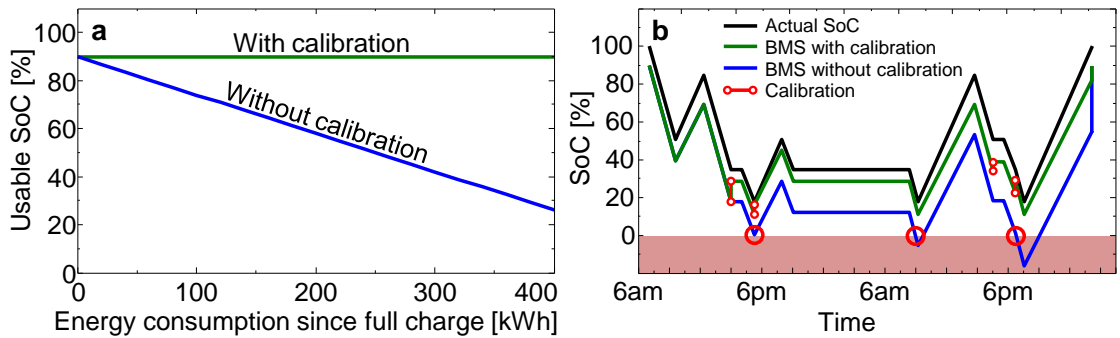 a
Usable SoC [%]
100
80
60
40
20
0
With calibration
Without calibration
0 100 200 300 400
Energy consumption since full charge [kWh]
b
SoC [%]
100
80
60
40
20
0
Actual SoC
BMS with calibration
BMS without calibration
Calibration
6am 6pm 6am 6pm
Time